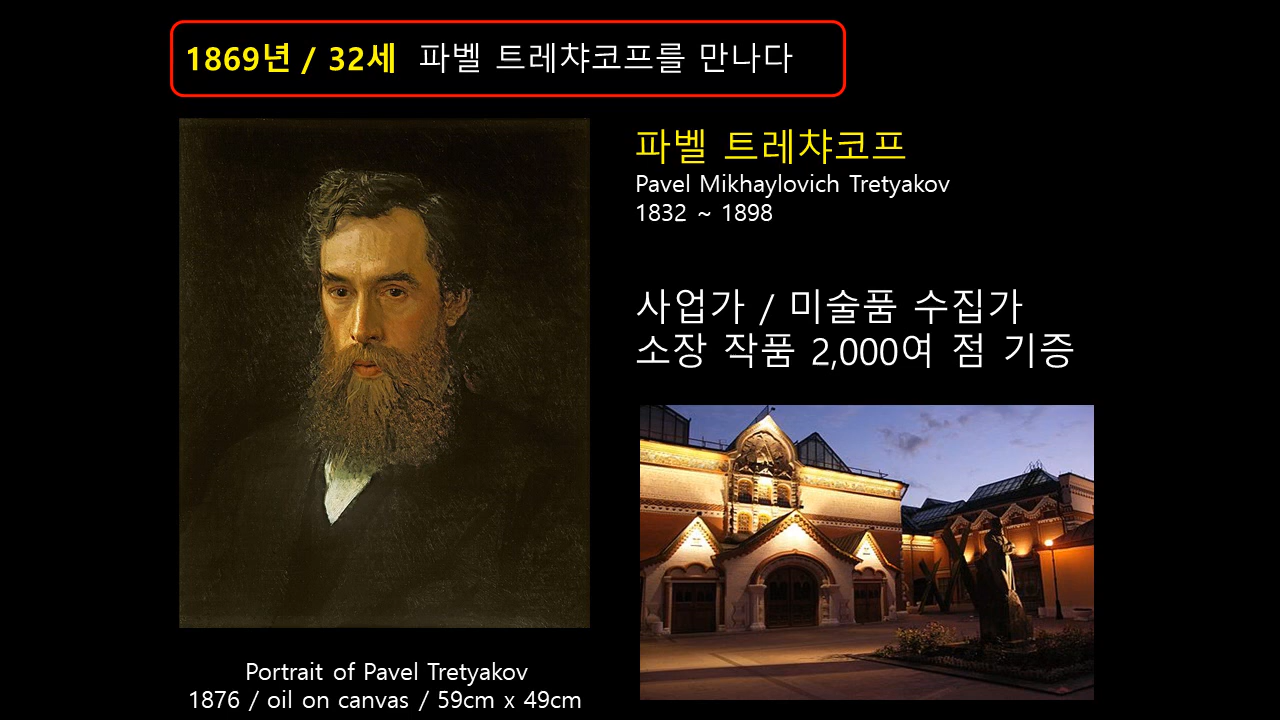 1869년 / 32세 파벨 트레챠코프를 만나다
파벨 트레챠코프
Pavel Mikhaylovich Tretyakov
1832 ~ 1898
사업가 / 미술품 수집가
소장 작품 2,000여 점 기증
Portrait of Pavel Tretyakov
1876 / oil on canvas / 59cm x 49cm